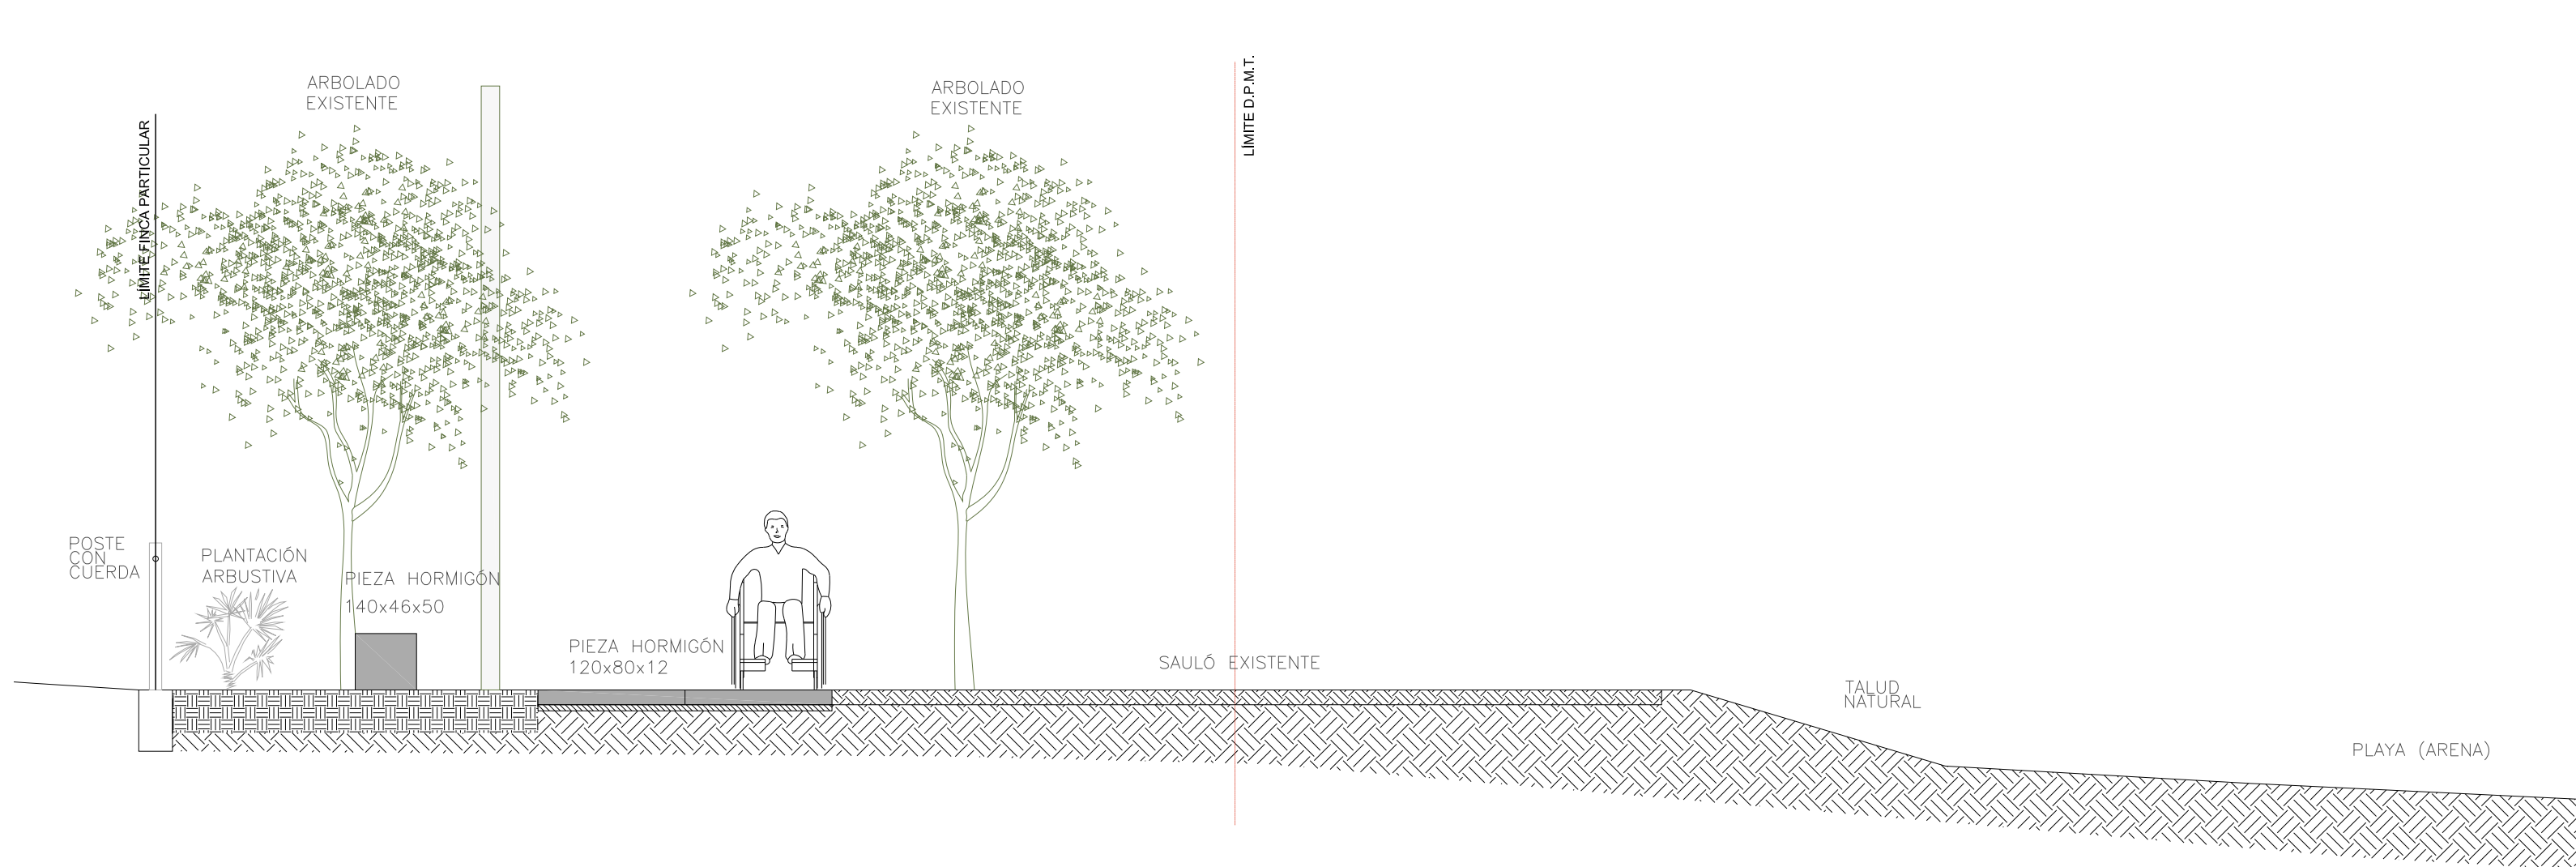 LÍMITE FINCA PARTICULAR
ARBOLADO
EXISTENTE
ARBOLADO
EXISTENTE
LÍMITE D.P.M.T.
POSTE
CON
CUERDA
PLANTACIÓN
ARBUSTIVA
PIEZA HORMIGÓN
140x46x50
PIEZA HORMIGÓN
120x80x12
SAULÓ EXISTENTE
TALUD
NATURAL
PLAYA (ARENA)